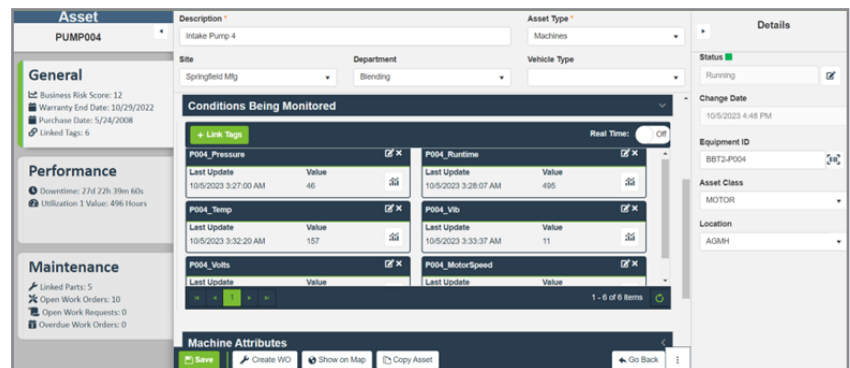 Asset
PUMP004
General
Business Risk Score: 12
Warranty End Date: 10/29/2022
Purchase Date: 5/24/2008
Linked Tags: 6
Performance
Downtime: 27d 22h 39m 60s
Utilization 1 Value: 496 Hours
Maintenance
Linked Parts: 5
Open Work Orders: 10
Open Work Requests: 0
Overdue Work Orders: 0
Description * Asset Type *
Intake Pump 4 Machines
Site Department Vehicle Type
Springfield Mfg Blending
Conditions Being Monitored
+ Link Tags Real Time: Off
P004_Pressure P004_Runtime
Last Update Value Last Update Value
10/5/2023 3:27:00 AM 46 10/5/2023 3:28:07 AM 495
P004_Temp P004_Vib
Last Update Value Last Update Value
10/5/2023 3:32:20 AM 157 10/5/2023 3:33:37 AM 11
P004_Volts P004_MotorSpeed
Last Update Value Last Update Value
1 1 - 6 of 6 items
Machine Attributes
Save Create WO Show on Map Copy Asset Go Back
Details
Status
Running
Change Date
10/5/2023 4:48 PM
Equipment ID
BBT2-P004
Asset Class
MOTOR
Location
AGMH